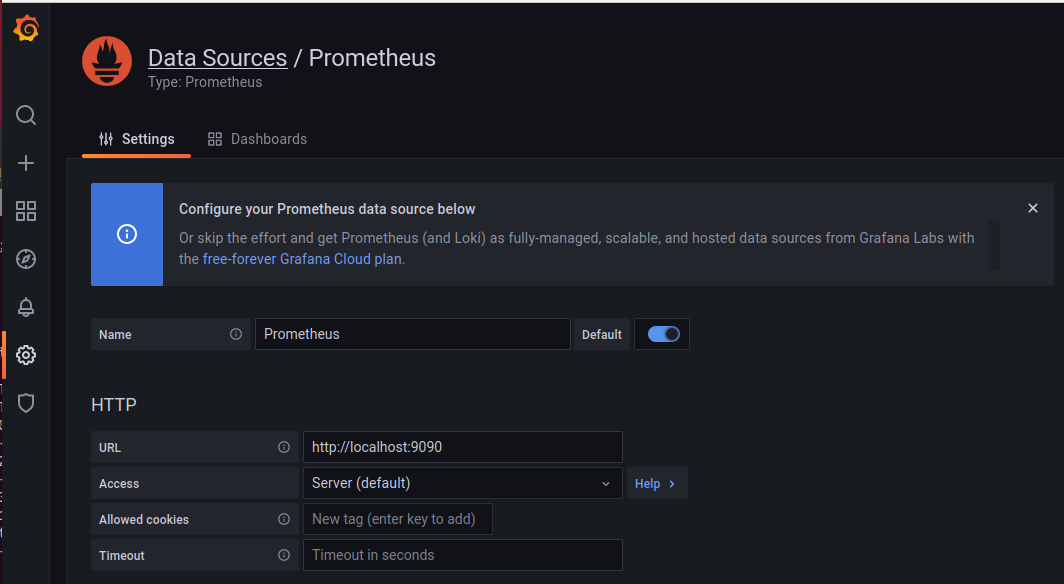 Data Sources / Prometheus
Type: Prometheus
Settings Dashboards
Configure your Prometheus data source below
Or skip the effort and get Prometheus (and Loki) as fully-managed, scalable, and hosted data sources from Grafana Labs with
the free-forever Grafana Cloud plan.
Name Prometheus Default
HTTP
URL http://localhost:9090
Access Server (default) Help
Allowed cookies New tag (enter key to add)
Timeout Timeout in seconds